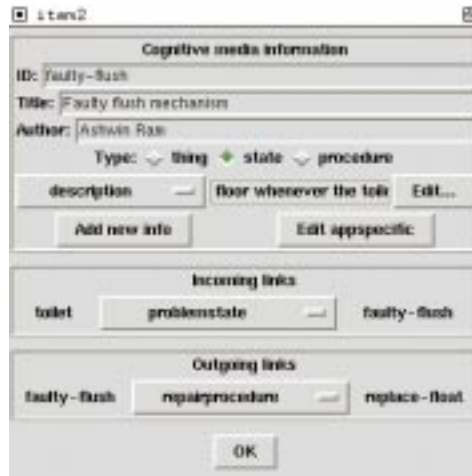 item2
Cognitive media information
ID: faulty-flush
Title: Faulty flush mechanism
Author: Ashwin Ram
Type: thing state procedure
description floor whenever the toile Edit...
Add new info Edit appspecific
Incoming links
toilet problemstate faulty-flush
Outgoing links
faulty-flush repairprocedure replace-float
OK